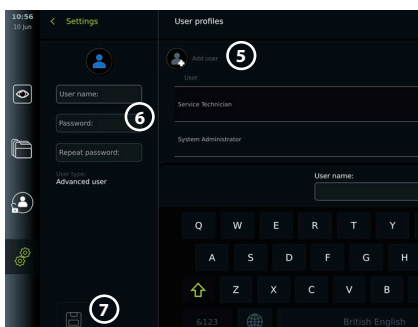 10:56
10 Jun
Settings
User profiles
Add user
5
User
User name:
Service Technician
Password:
6
System Administrator
Repeat password:
User type:
Advanced user
User name:
Q W E R T Y
A S D F G H
Z X C V B
7
&123
British English